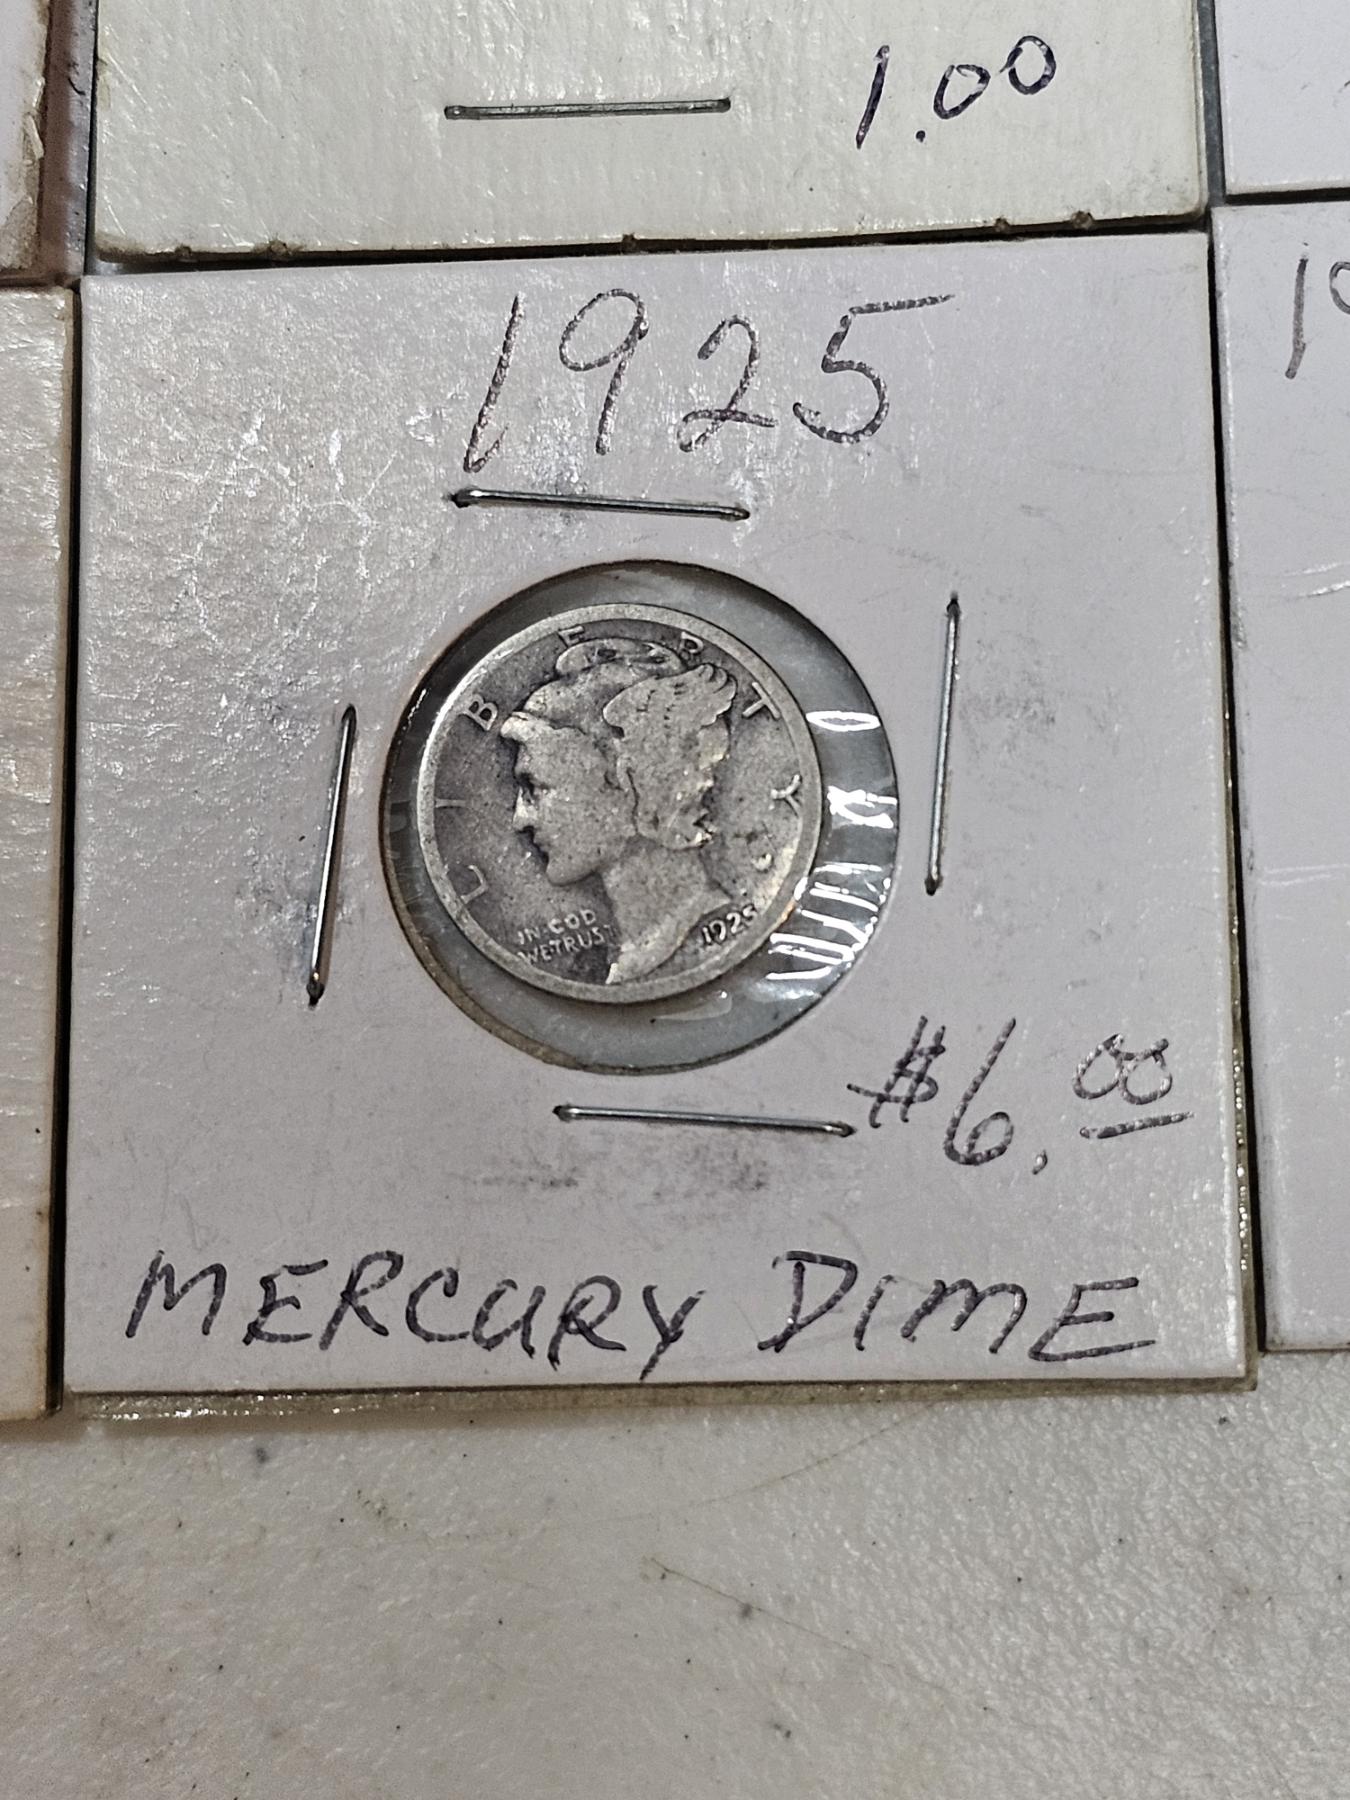 1.00
1925
LIBERTY
IN GOD
WE TRUST
1925
$6.00
MERCURY DIME